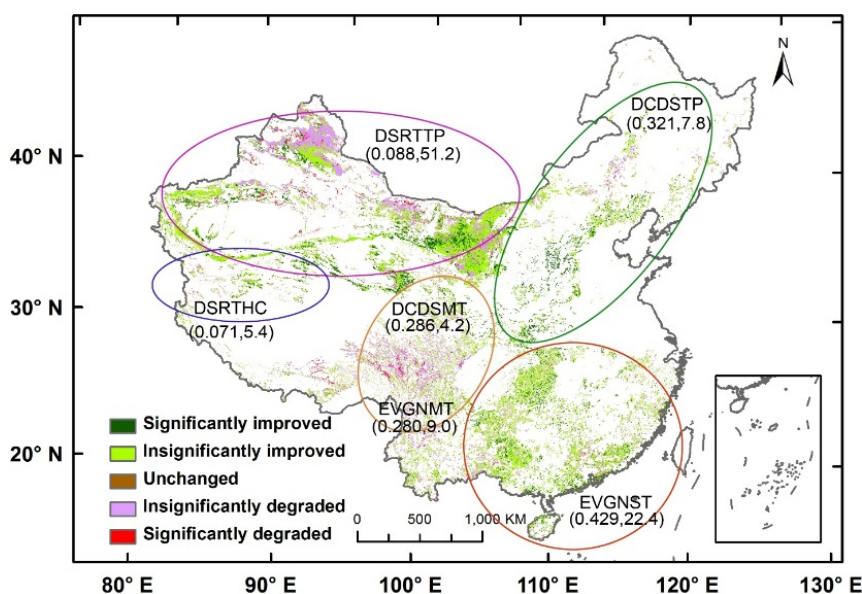 N
DCDSTP
(0.321,7.8)
DSRTTP
(0.088,51.2)
40° N
30° N
20° N
DSRTHC
(0.071,5.4)
DCDSMT
(0.286,4.2)
EVGNMT
(0.280,9.0)
EVGNST
(0.429,22.4)
Significantly improved
Insignificantly improved
Unchanged
Insignificantly degraded
Significantly degraded
0 500 1,000 KM
80° E 90° E 100° E 110° E 120° E 130° E